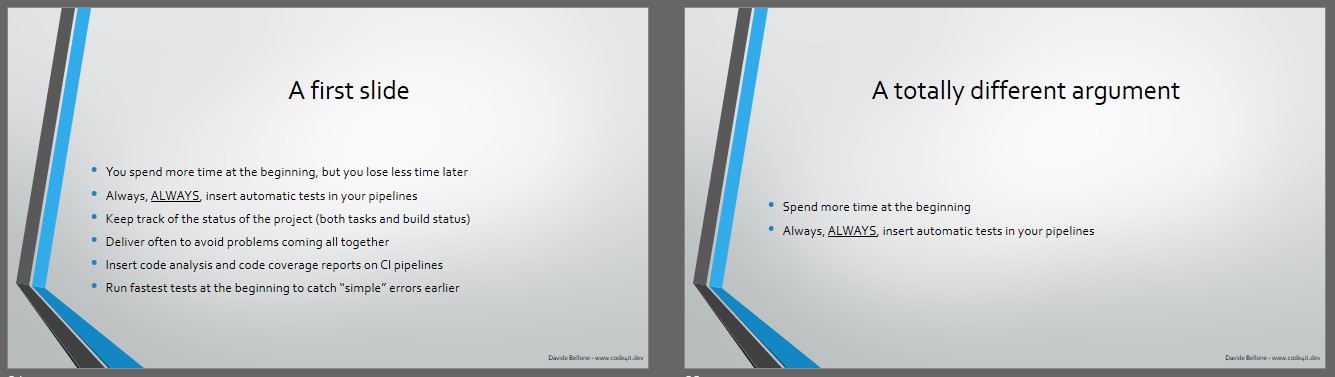 A first slide
You spend more time at the beginning, but you lose less time later
Always, ALWAYS, insert automatic tests in your pipelines
Keep track of the status of the project (both tasks and build status)
Deliver often to avoid problems coming all together
Insert code analysis and code coverage reports on CI pipelines
Run fastest tests at the beginning to catch “simple” errors earlier
Davide Bellone - www.code4it.dev
A totally different argument
Spend more time at the beginning
Always, ALWAYS, insert automatic tests in your pipelines
Davide Bellone - www.code4it.dev